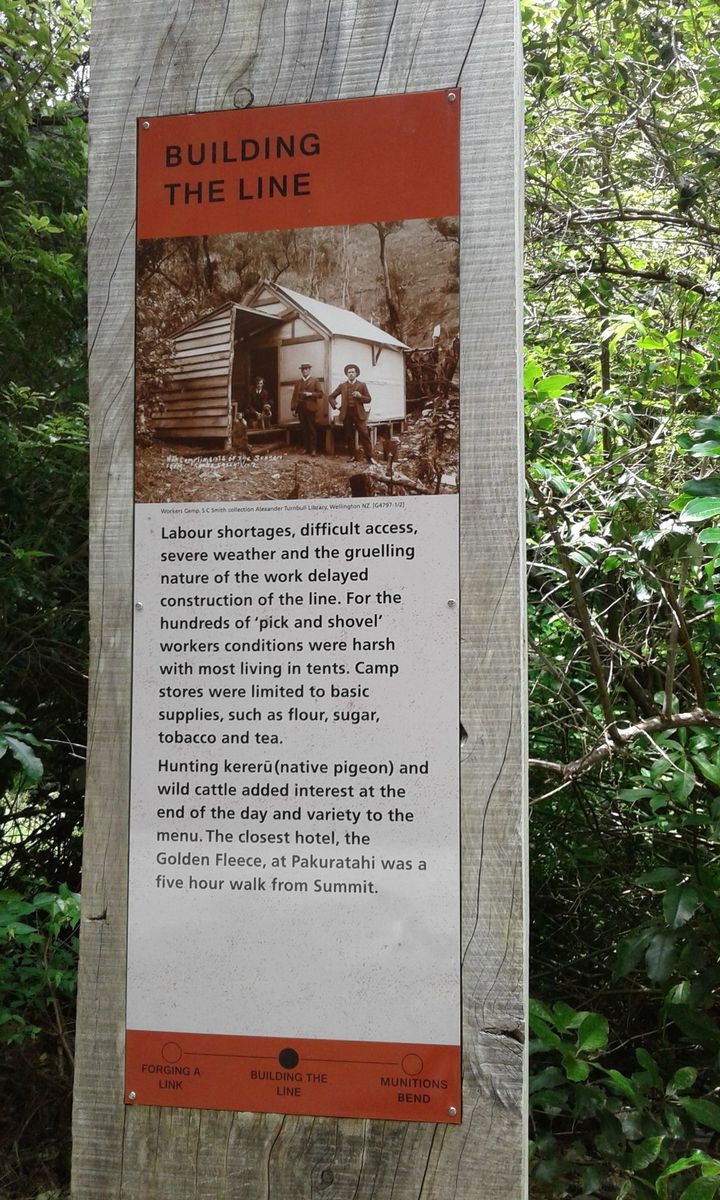 BUILDING
THE LINE
Workers Camp. S C Smith collection Alexander Turnbull Library, Wellington NZ. [G4797-1/2]
Labour shortages, difficult access,
severe weather and the gruelling
nature of the work delayed
construction of the line. For the
hundreds of ‘pick and shovel’
workers conditions were harsh
with most living in tents. Camp
stores were limited to basic
supplies, such as flour, sugar,
tobacco and tea.
Hunting kererū(native pigeon) and
wild cattle added interest at the
end of the day and variety to the
menu. The closest hotel, the
Golden Fleece, at Pakuratahi was a
five hour walk from Summit.
FORGING A
LINK
BUILDING THE
LINE
MUNITIONS
BEND